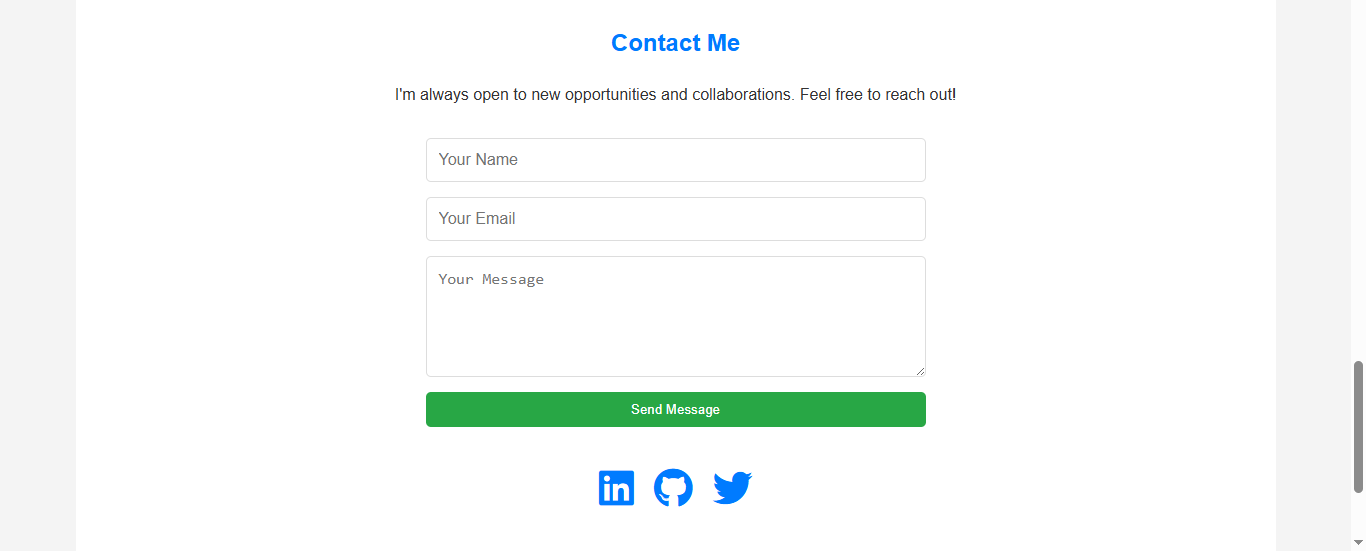 Contact Me
I'm always open to new opportunities and collaborations. Feel free to reach out!
Your Name
Your Email
Your Message
Send Message
in